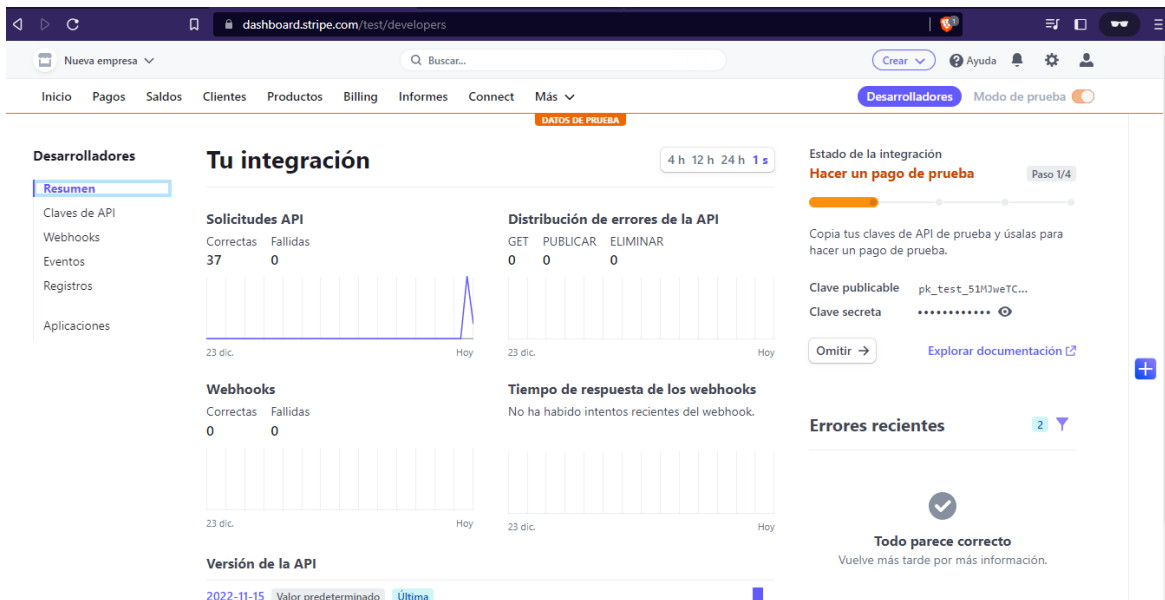 dashboard.stripe.com/test/developers
1
Nueva empresa
Buscar...
Crear
Ayuda
Inicio Pagos Saldos Clientes Productos Billing Informes Connect Más
Desarrolladores Modo de prueba
DATOS DE PRUEBA
Desarrolladores
Resumen
Claves de API
Webhooks
Eventos
Registros
Aplicaciones
Tu integración
4 h 12 h 24 h 1 s
Solicitudes API
Correctas Fallidas
37 0
23 dic. Hoy
Distribución de errores de la API
GET PUBLICAR ELIMINAR
0 0 0
23 dic. Hoy
Webhooks
Correctas Fallidas
0 0
23 dic. Hoy
Tiempo de respuesta de los webhooks
No ha habido intentos recientes del webhook.
23 dic. Hoy
Versión de la API
2022-11-15 Valor predeterminado Última
Estado de la integración
Hacer un pago de prueba Paso 1/4
Copia tus claves de API de prueba y úsalas para
hacer un pago de prueba.
Clave publicable pk_test_51MJweTC...
Clave secreta ••••••••••••
Omitir →
Explorar documentación
Errores recientes 2
Todo parece correcto
Vuelve más tarde por más información.